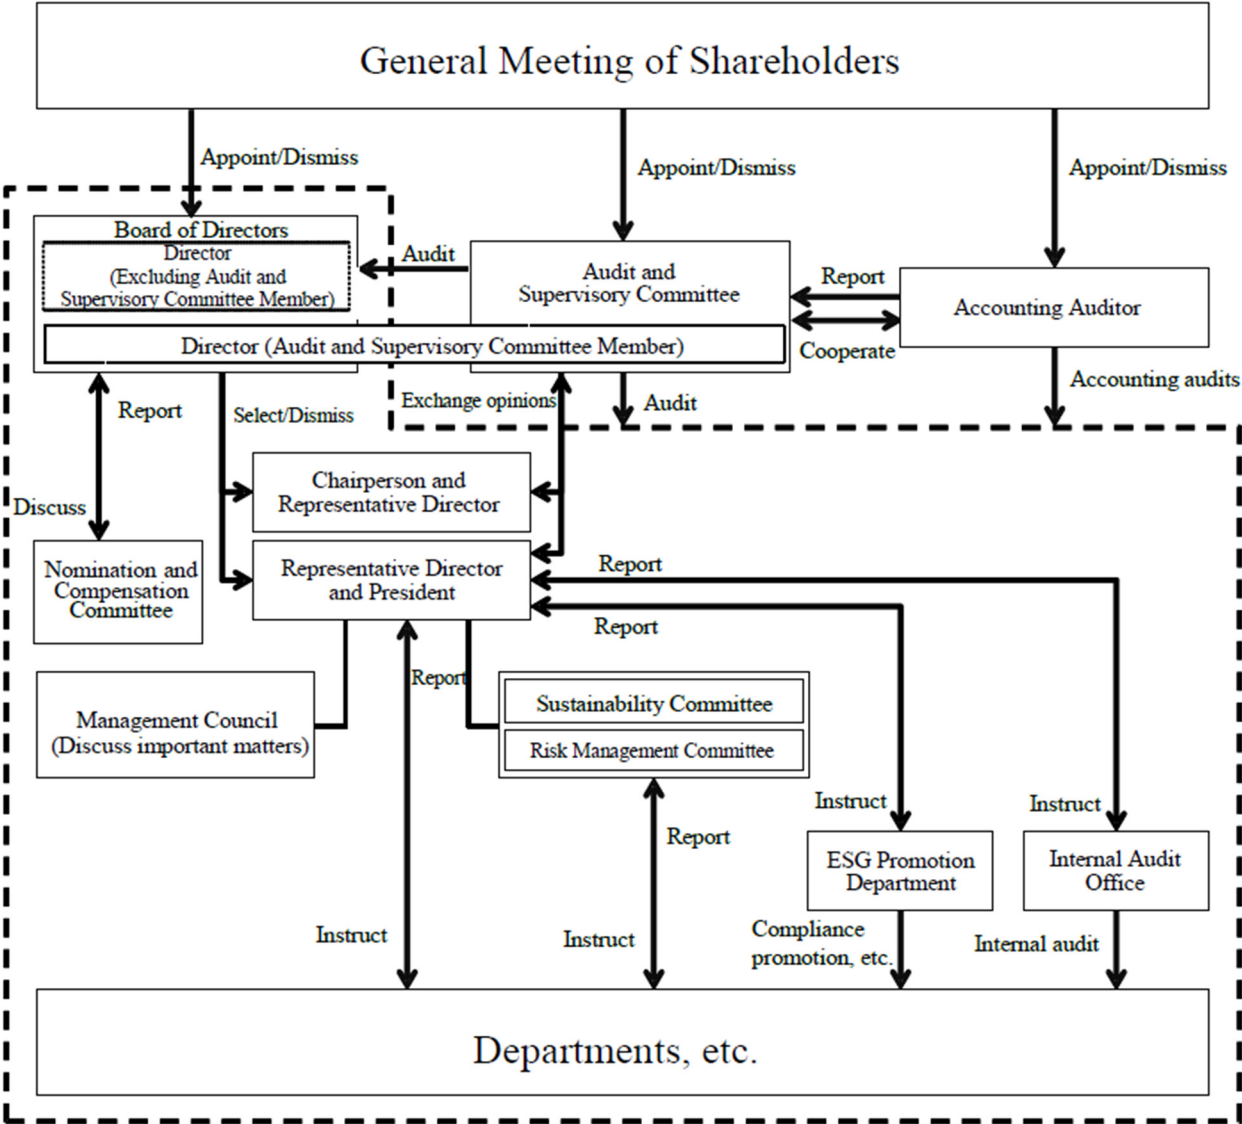 General Meeting of Shareholders
Appoint/Dismiss
Appoint/Dismiss
Appoint/Dismiss
Board of Directors
Director
(Excluding Audit and
Supervisory Committee Member)
Audit
Audit and
Supervisory Committee
Report
Cooperate
Accounting Auditor
Director (Audit and Supervisory Committee Member)
Report
Select/Dismiss
Exchange opinions
Audit
Accounting audits
Discuss
Chairperson and
Representative Director
Nomination and
Compensation
Committee
Representative Director
and President
Report
Report
Report
Management Council
(Discuss important matters)
Sustainability Committee
Risk Management Committee
Instruct
Instruct
Report
ESG Promotion
Department
Internal Audit
Office
Instruct
Instruct
Compliance
promotion, etc.
Internal audit
Departments, etc.